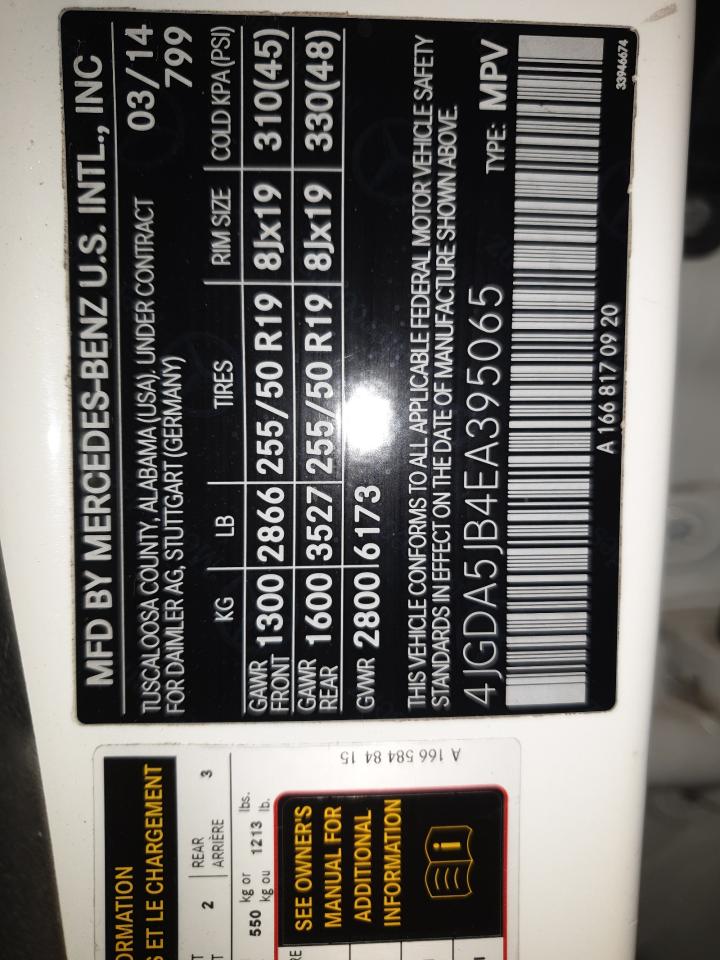 MFD BY MERCEDES-BENZ U.S. INTL., INC
TUSCALOOSA COUNTY, ALABAMA (USA). UNDER CONTRACT 03/14
FOR DAIMLER AG, STUTTGART (GERMANY) 799
KG LB TIRES RIM SIZE COLD KPA (PSI)
GAWR FRONT 1300 2866 255/50 R19 8Jx19 310(45)
GAWR REAR 1600 3527 255/50 R19 8Jx19 330(48)
GVWR 2800 6173
THIS VEHICLE CONFORMS TO ALL APPLICABLE FEDERAL MOTOR VEHICLE SAFETY
STANDARDS IN EFFECT ON THE DATE OF MANUFACTURE SHOWN ABOVE.
4JGDA5JB4EA395065 TYPE: MPV
A 166 817 09 20
33946674
ORMATION
S ET LE CHARGEMENT
2 REAR 3
ARRIÈRE
550 kg or 1213 lbs.
kg ou lb.
SEE OWNER'S
MANUAL FOR
ADDITIONAL
INFORMATION
A 166 584 84 15